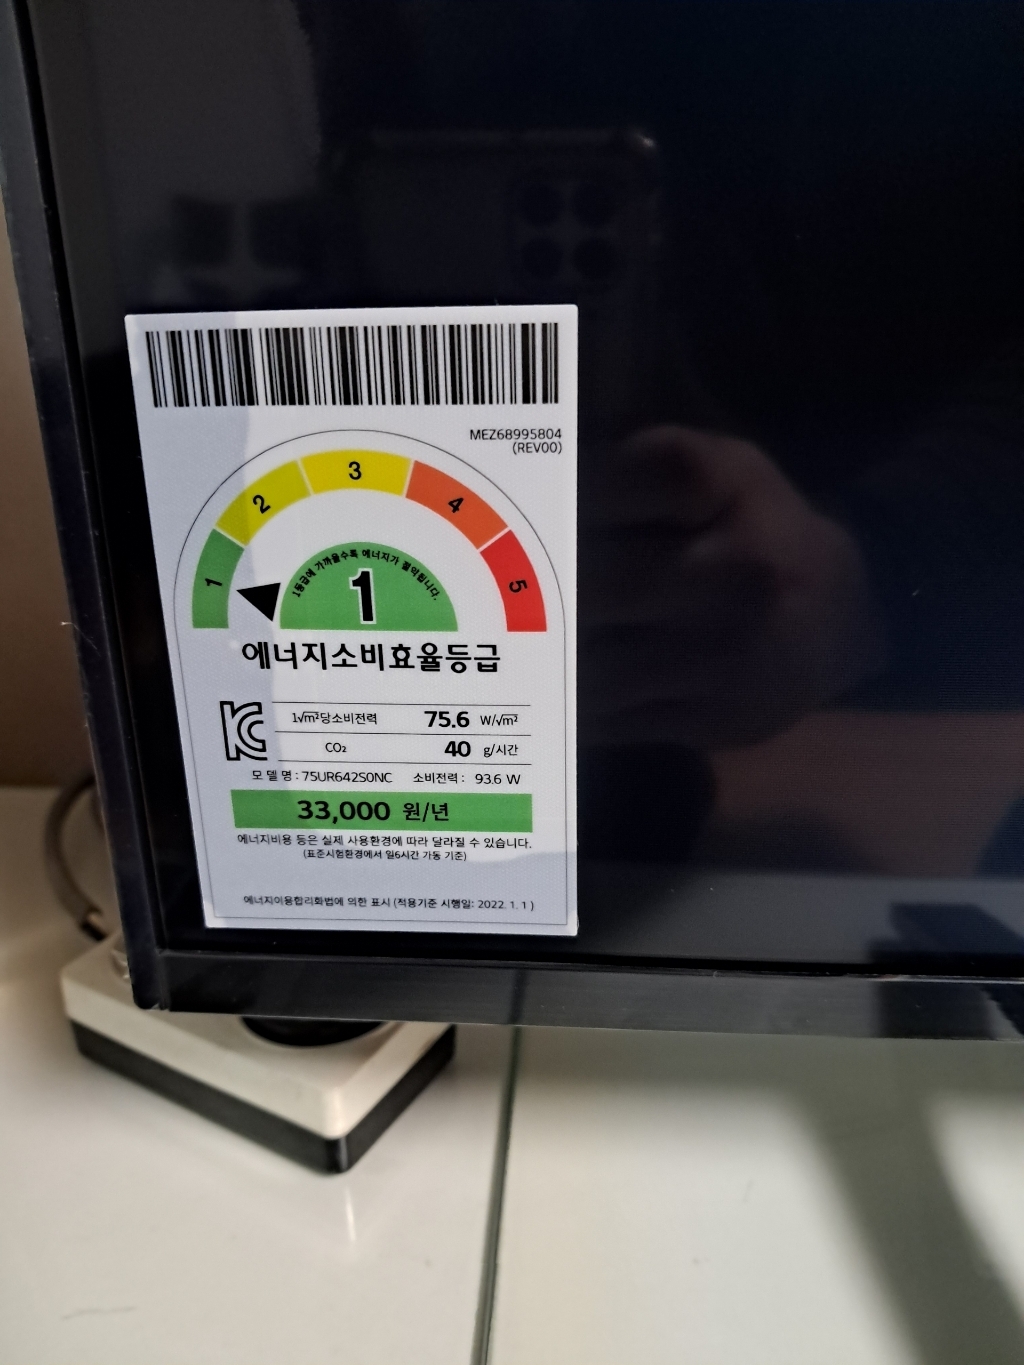 MEZ68995804
(REV00)
1 2 3 4 5
1등급에 가까울수록 에너지가 절약됩니다.
1
에너지소비효율등급
1√m²당소비전력 75.6 W/√m²
CO₂ 40 g/시간
모 델 명 : 75UR642S0NC 소비전력 : 93.6 W
33,000 원/년
에너지비용 등은 실제 사용환경에 따라 달라질 수 있습니다.
(표준시험환경에서 일6시간 가동 기준)
에너지이용합리화법에 의한 표시 (적용기준 시행일: 2022. 1. 1 )